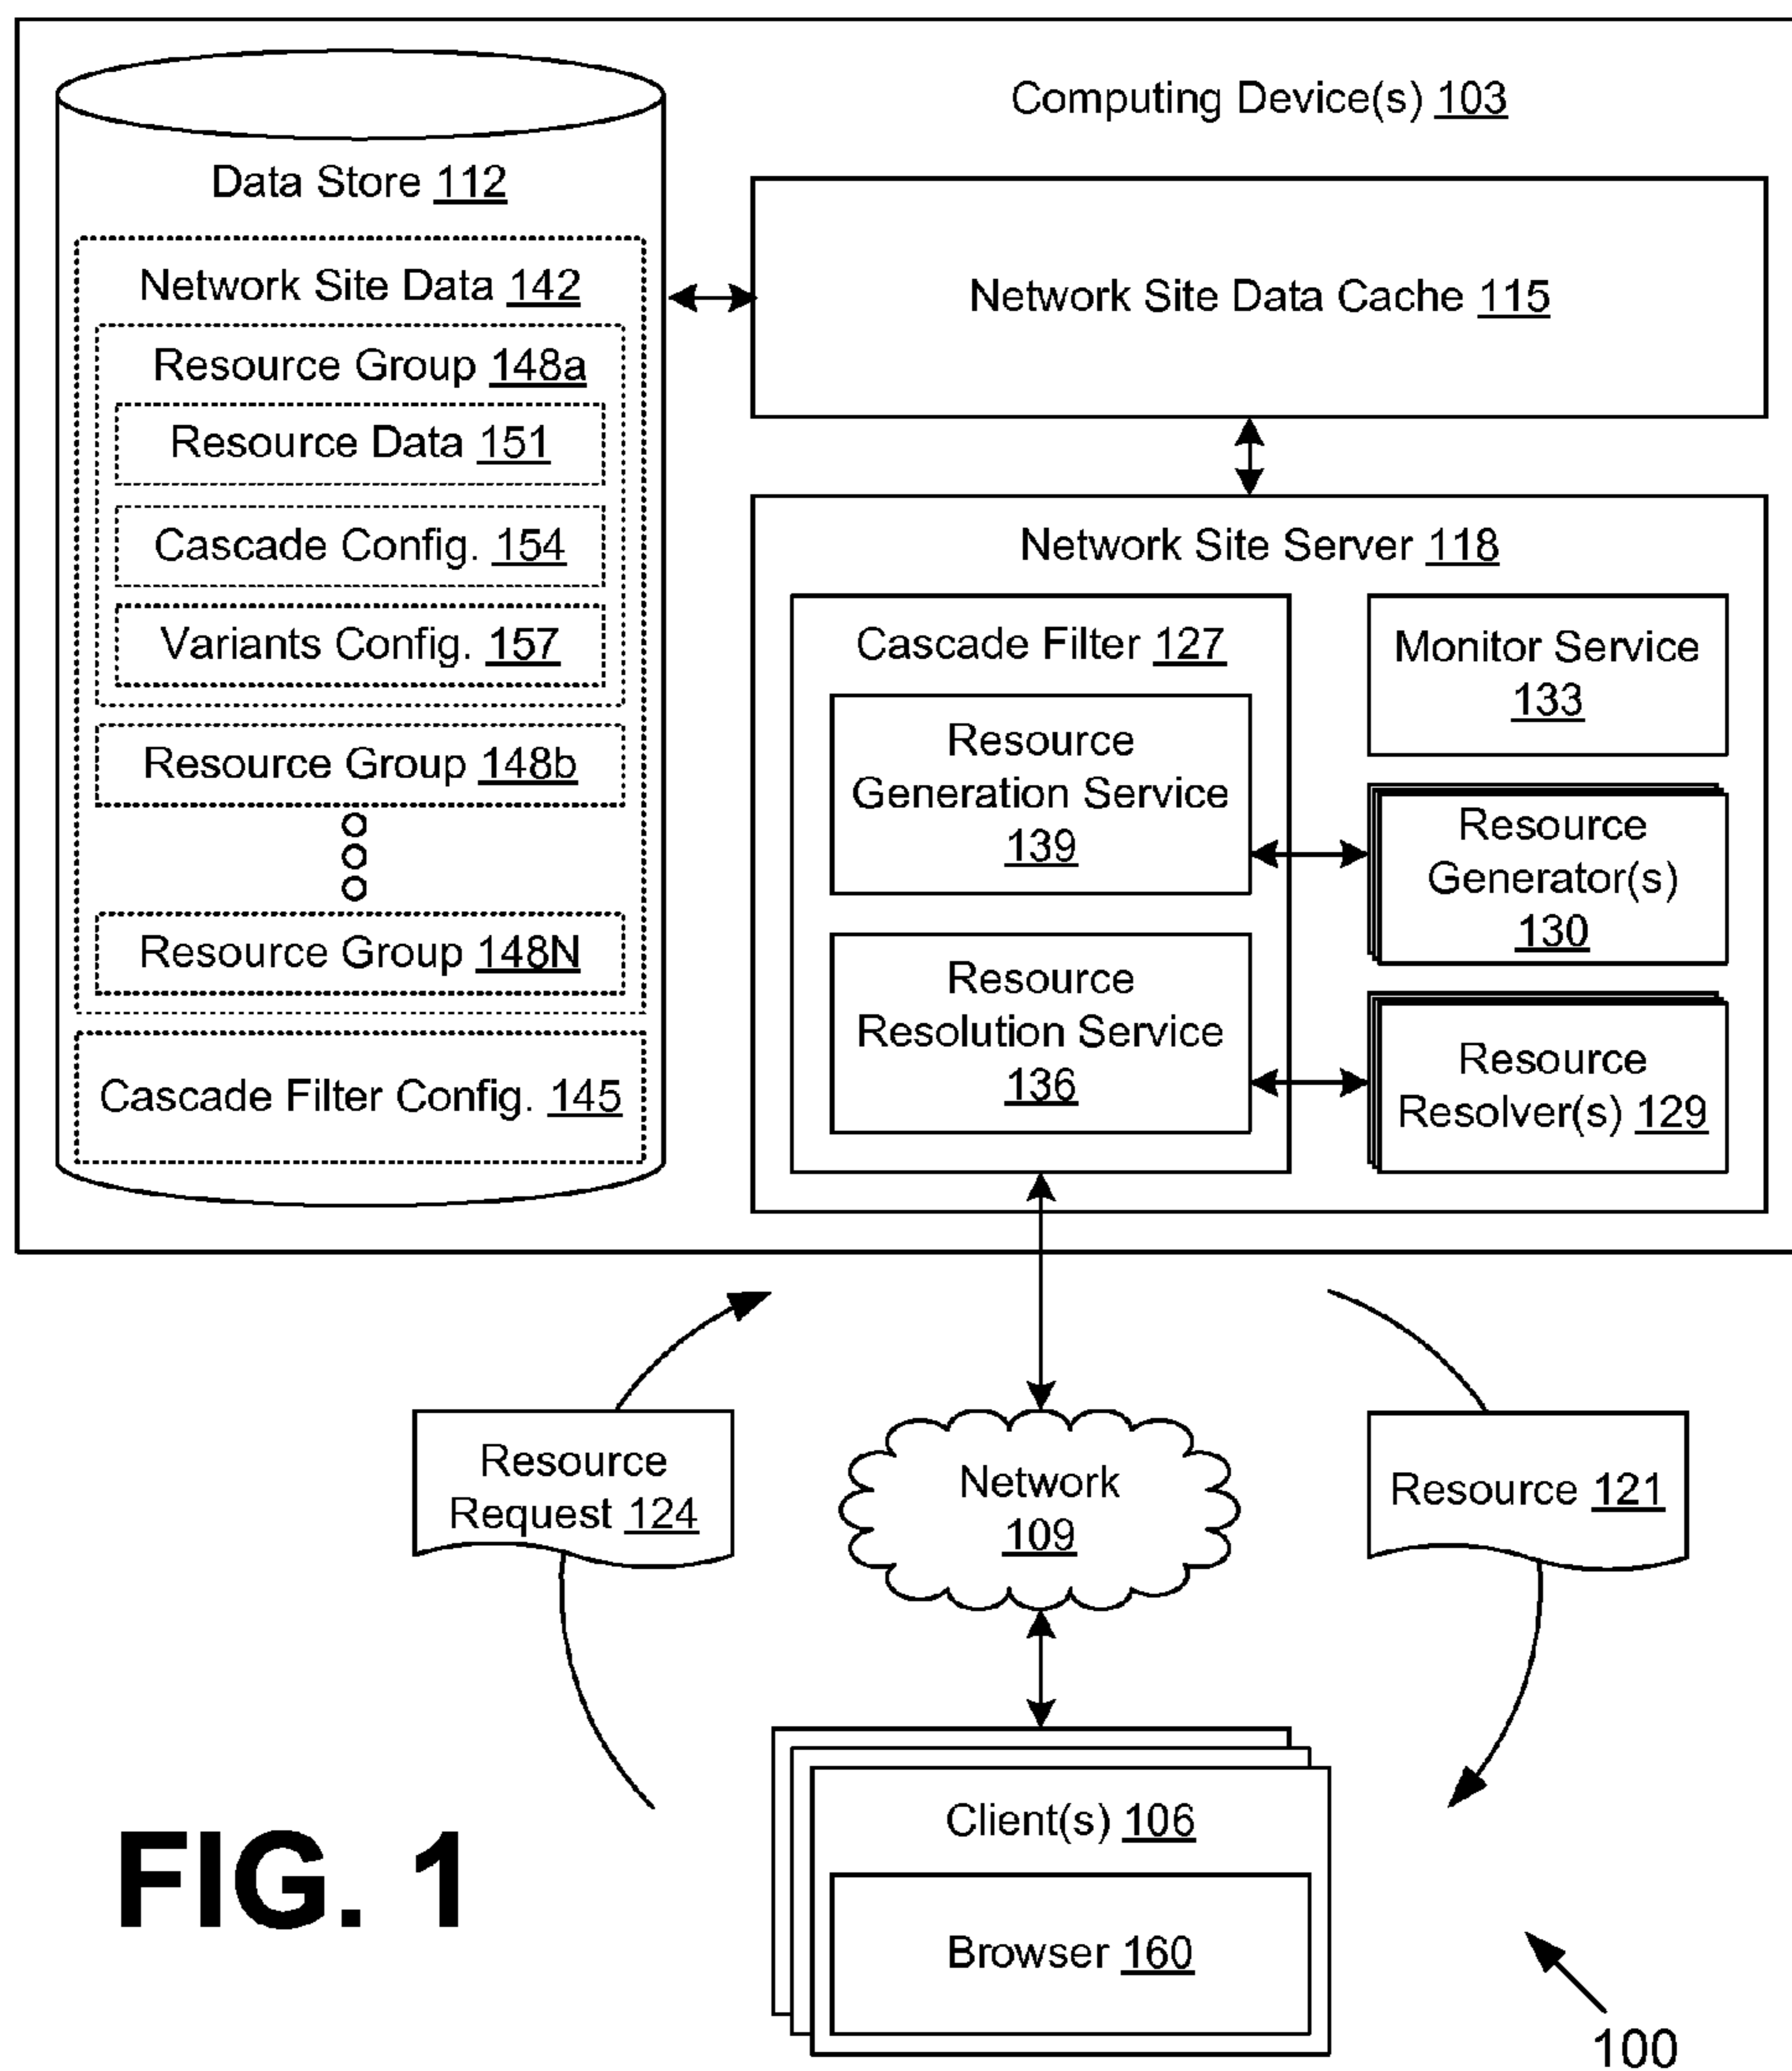 Computing Device(s) 103
Data Store 112
Network Site Data 142
Resource Group 148a
Resource Data 151
Cascade Config. 154
Variants Config. 157
Resource Group 148b
Resource Group 148N
Cascade Filter Config. 145
Network Site Data Cache 115
Network Site Server 118
Cascade Filter 127
Resource
Generation Service
139
Resource
Resolution Service
136
Monitor Service
133
Resource
Generator(s)
130
Resource
Resolver(s) 129
Resource
Request 124
Network
109
Resource 121
Client(s) 106
Browser 160
FIG. 1
100